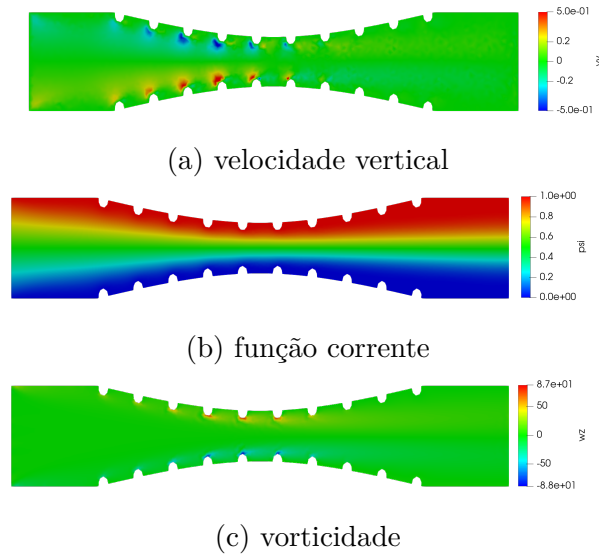 5.0e-01
0.2
0
-0.2
-5.0e-01
(a) velocidade vertical
1.0e+00
0.8
0.6
0.4
0.2
0.0e+00
psi
(b) função corrente
8.7e+01
50
0
-50
-8.8e+01
wz
(c) vorticidade